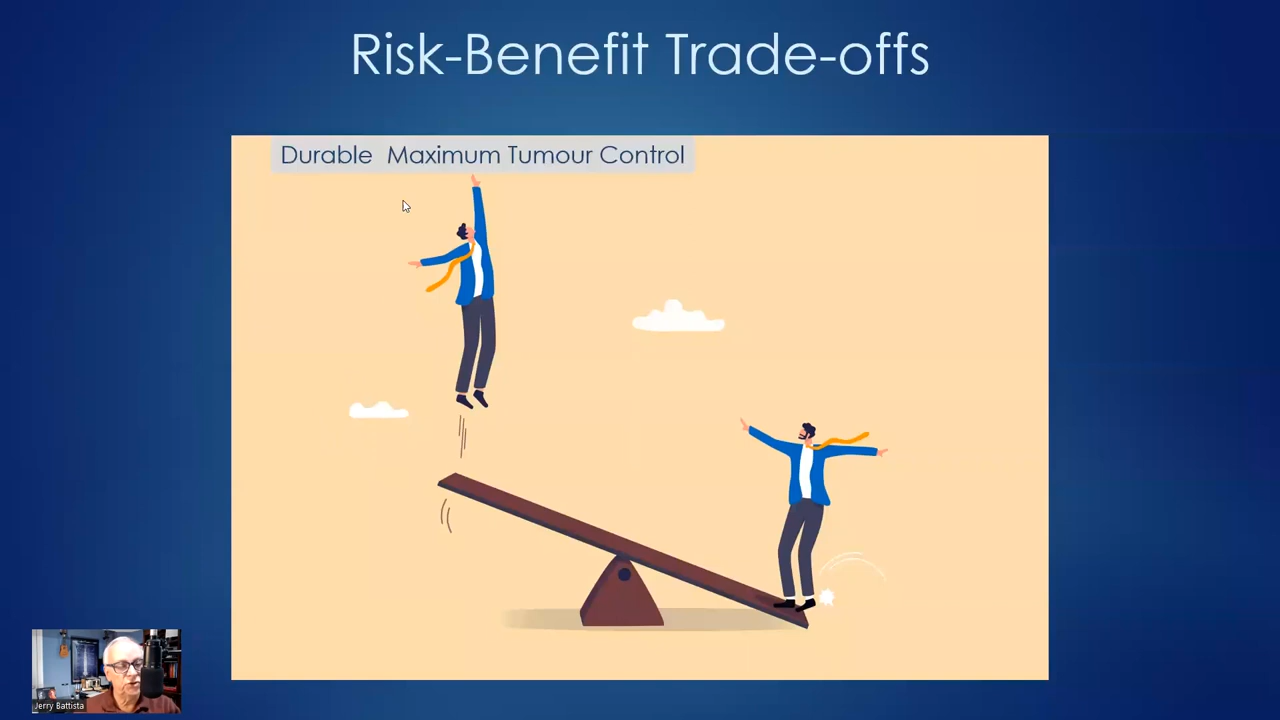 Risk-Benefit Trade-offs
Durable Maximum Tumour Control
Jerry Battista